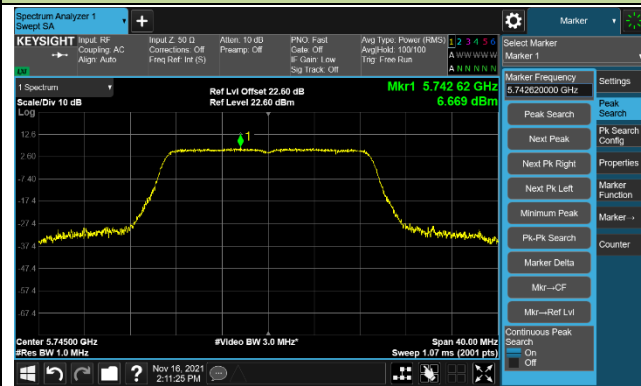 Spectrum Analyzer 1
Swept SA
Marker
KEYSIGHT
Input: RF
Coupling: AC
Align: Auto
Input Z: 50 Ω
Corrections: Off
Freq Ref: Int (S)
Atten: 10 dB
Preamp: Off
PNO: Fast
Gate: Off
IF Gain: Low
Sig Track: Off
Avg Type: Power (RMS)
Avg|Hold: 100/100
Trig: Free Run
1 2 3 4 5 6
A W W W W W
A N N N N N
LXI
Select Marker
Marker 1
1 Spectrum
Scale/Div 10 dB
Log
Ref Lvl Offset 22.60 dB
Ref Level 22.60 dBm
Mkr1 5.742 62 GHz
6.669 dBm
12.6
2.60
-7.40
-17.4
-27.4
-37.4
-47.4
-57.4
-67.4
1
Center 5.74500 GHz
#Res BW 1.0 MHz
#Video BW 3.0 MHz*
Span 40.00 MHz
Sweep 1.07 ms (2001 pts)
Marker Frequency
5.742620000 GHz
Peak Search
Next Peak
Next Pk Right
Next Pk Left
Minimum Peak
Pk-Pk Search
Marker Delta
Mkr→CF
Mkr→Ref Lvl
Continuous Peak
Search
On
Off
Settings
Peak
Search
Pk Search
Config
Properties
Marker
Function
Marker→
Counter
Nov 16, 2021
2:11:25 PM